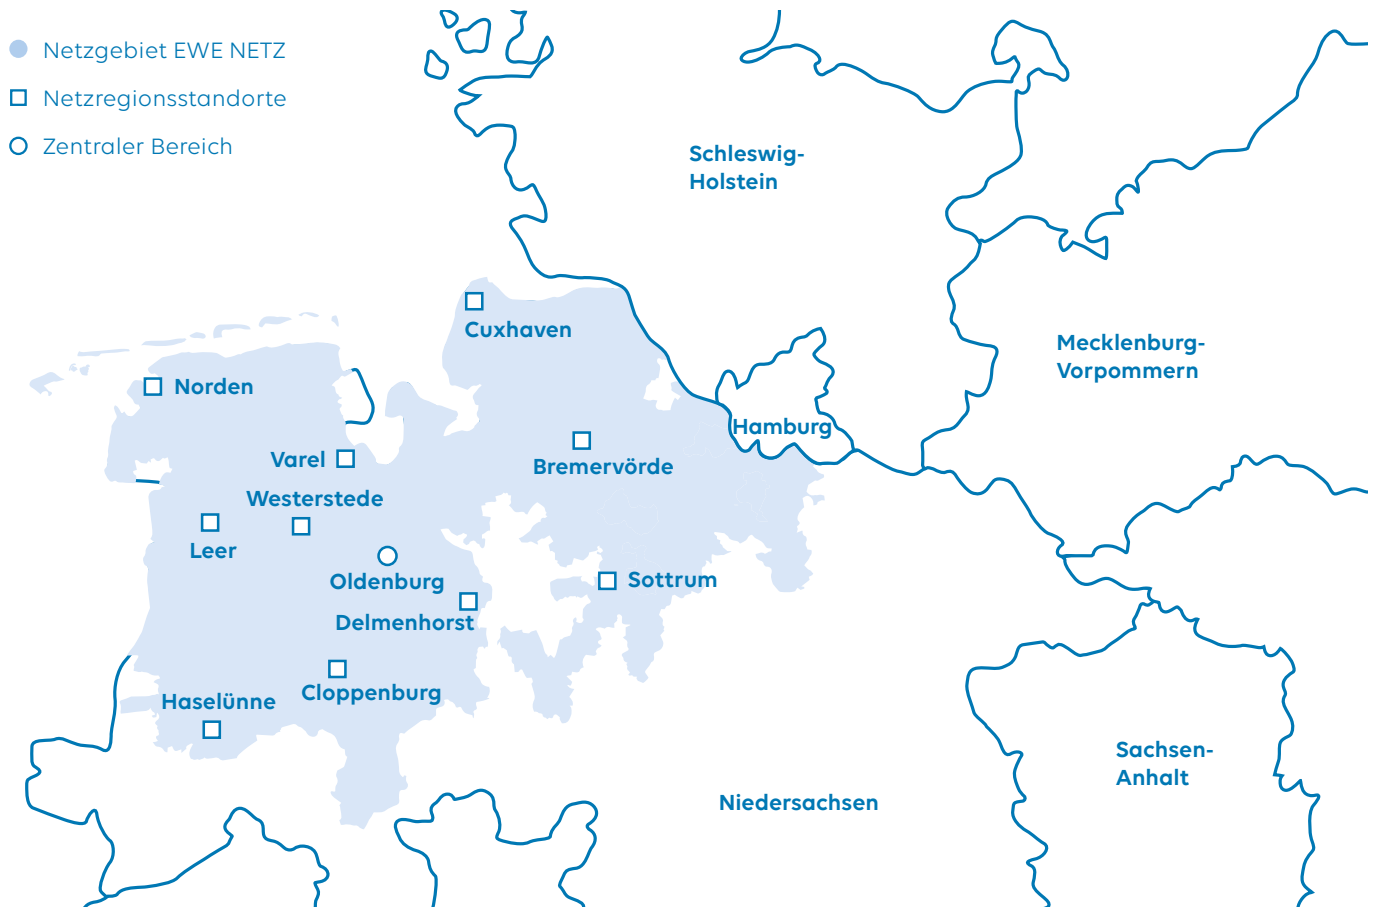 Netzgebiet EWE NETZ
Netzregionsstandorte
Zentraler Bereich
Schleswig-
Holstein
Cuxhaven
Mecklenburg-
Vorpommern
Norden
Hamburg
Varel
Bremervörde
Westerstede
Leer
Oldenburg
Sottrum
Delmenhorst
Cloppenburg
Haselünne
Sachsen-
Anhalt
Niedersachsen